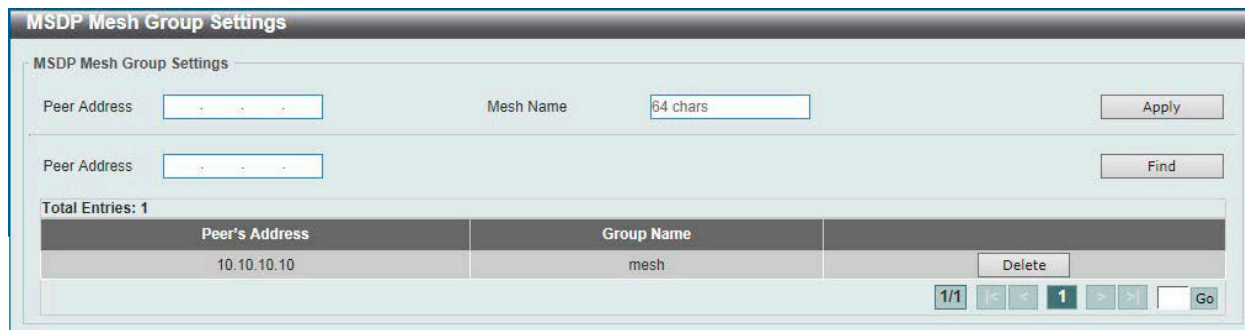 MSDP Mesh Group Settings
MSDP Mesh Group Settings
Peer Address . . . Mesh Name 64 chars Apply
Peer Address . . . Find
Total Entries: 1
Peer's Address Group Name
10.10.10.10 mesh Delete
1/1 |< < 1 > >| Go